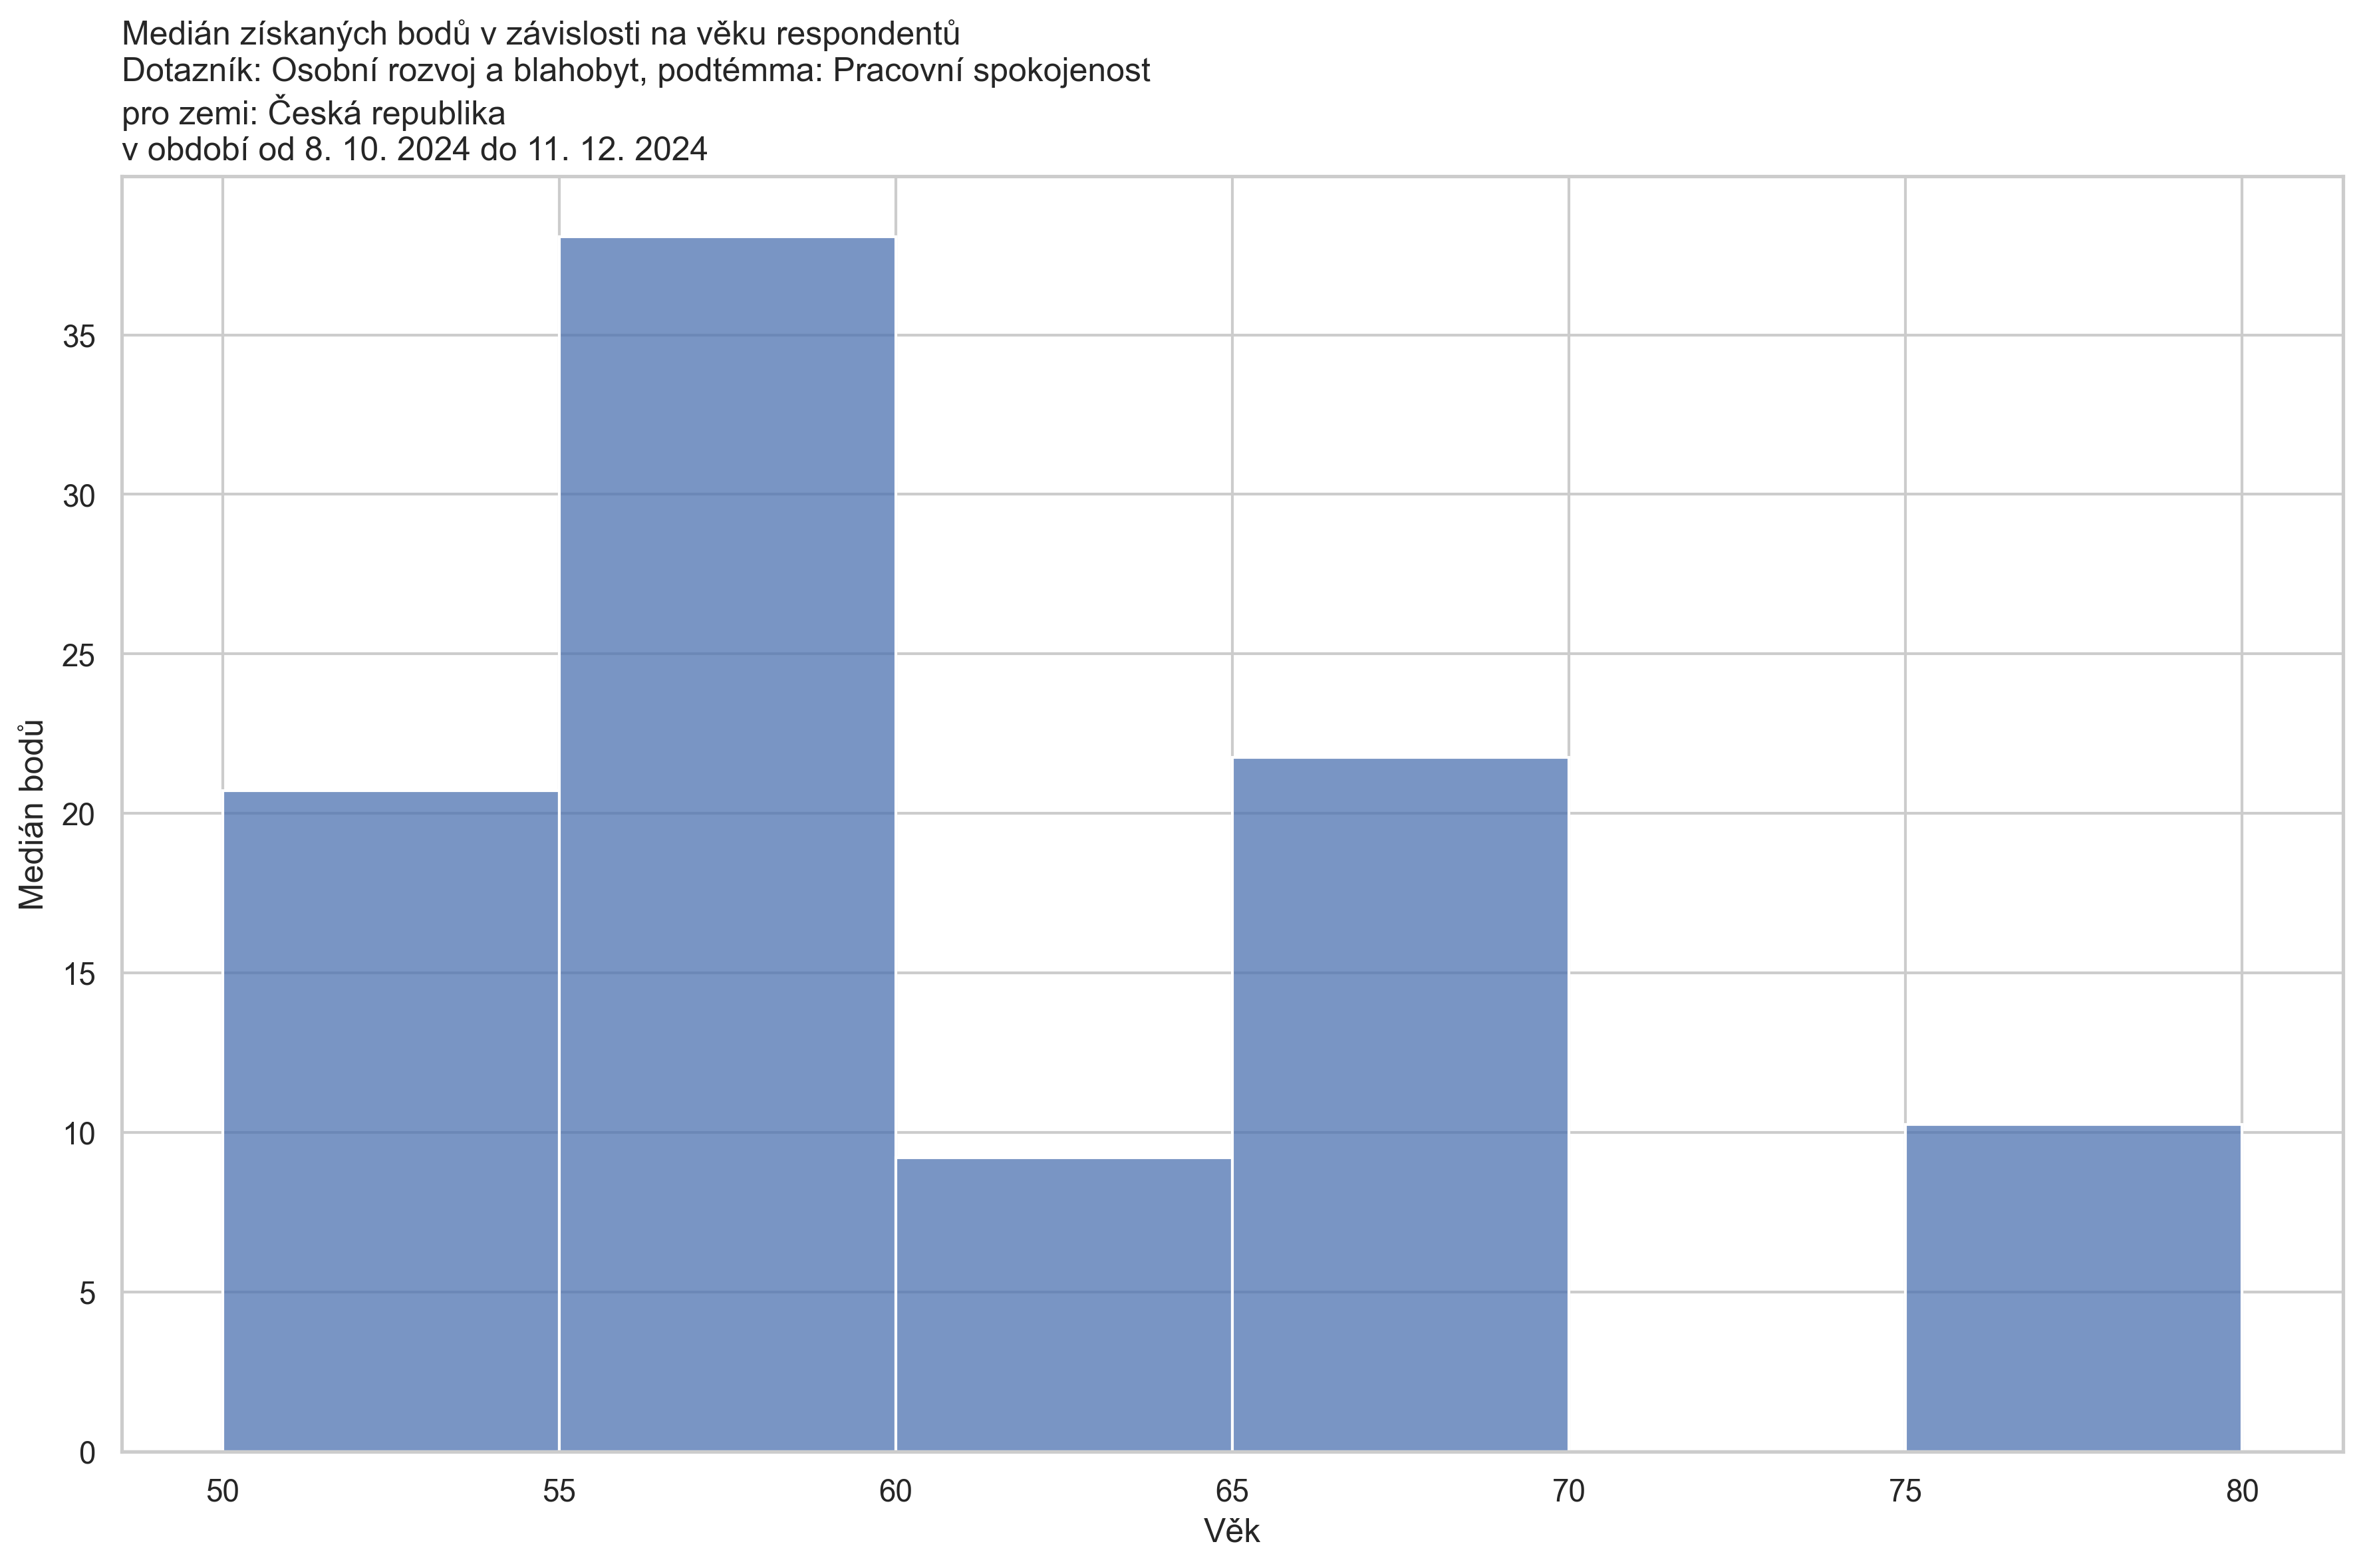 Medián získaných bodů v závislosti na věku respondentů
Dotazník: Osobní rozvoj a blahobyt, podtémma: Pracovní spokojenost
pro zemi: Česká republika
v období od 8. 10. 2024 do 11. 12. 2024
35
30
25
20
15
10
5
0
Medián bodů
50 55 60 65 70 75 80
Věk